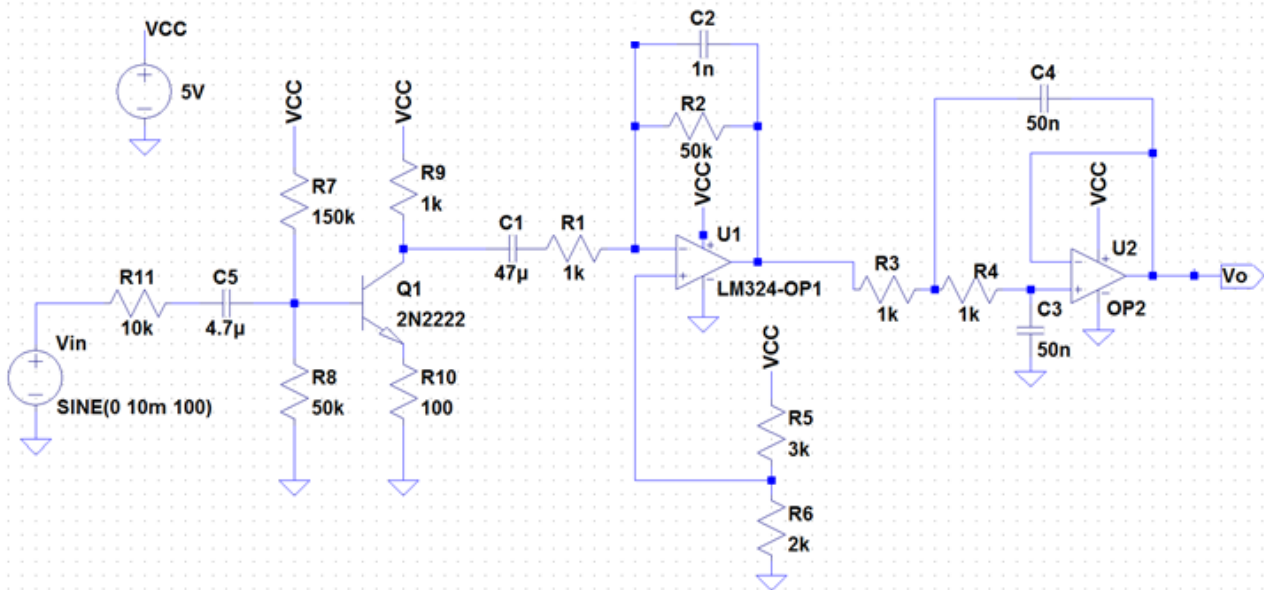 VCC
5V
VCC
R7
150k
VCC
R9
1k
R11
10k
C5
4.7µ
Vin
SINE(0 10m 100)
R8
50k
Q1
2N2222
R10
100
C1
47µ
R1
1k
C2
1n
R2
50k
VCC
U1
LM324-OP1
VCC
R5
3k
R6
2k
R3
1k
R4
1k
C4
50n
C3
50n
VCC
U2
OP2
Vo